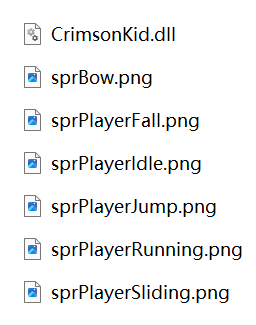 CrimsonKid.dll
sprBow.png
sprPlayerFall.png
sprPlayerIdle.png
sprPlayerJump.png
sprPlayerRunning.png
sprPlayerSliding.png